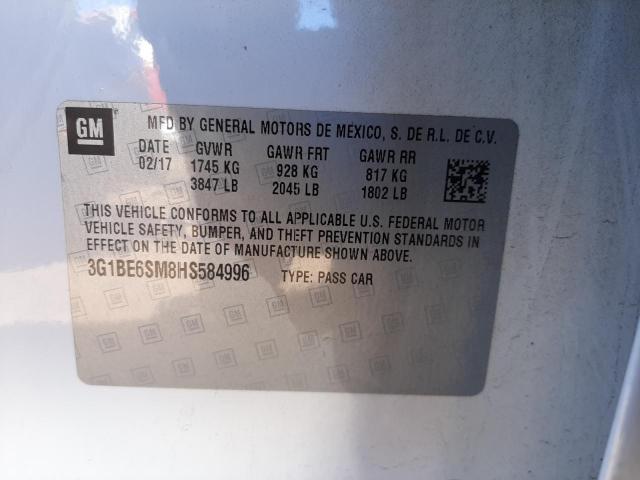 GM
MFD BY GENERAL MOTORS DE MEXICO, S. DE R.L. DE C.V.
DATE GVWR GAWR FRT GAWR RR
02/17 1745 KG 928 KG 817 KG
3847 LB 2045 LB 1802 LB
THIS VEHICLE CONFORMS TO ALL APPLICABLE U.S. FEDERAL MOTOR
VEHICLE SAFETY, BUMPER, AND THEFT PREVENTION STANDARDS IN
EFFECT ON THE DATE OF MANUFACTURE SHOWN ABOVE.
3G1BE6SM8HS584996 TYPE: PASS CAR